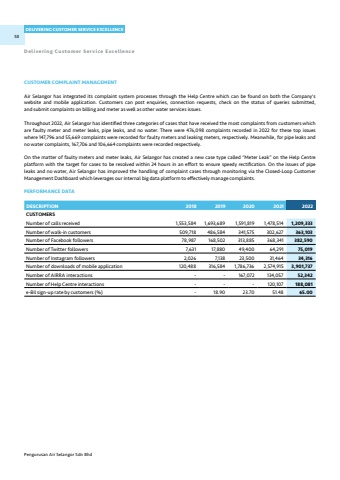 DELIVERING CUSTOMER SERVICE EXCELLENCE
58
Delivering Customer Service Excellence
CUSTOMER COMPLAINT MANAGEMENT
Air Selangor has integrated its complaint system processes through the Help Centre which can be found on both the Company's
website and mobile application. Customers can post enquiries, connection requests, check on the status of queries submitted,
and submit complaints on billing and meter as well as other water services issues.
Throughout 2022, Air Selangor has identified three categories of cases that have received the most complaints from customers which
are faulty meter and meter leaks, pipe leaks, and no water. There were 476,098 complaints recorded in 2022 for these top issues
where 147,796 and 55,669 complaints were recorded for faulty meters and leaking meters, respectively. Meanwhile, for pipe leaks and
no water complaints, 167,706 and 104,664 complaints were recorded respectively.
On the matter of faulty meters and meter leaks, Air Selangor has created a new case type called "Meter Leak" on the Help Centre
platform with the target for cases to be resolved within 24 hours in an effort to ensure speedy rectification. On the issues of pipe
leaks and no water, Air Selangor has improved the handling of complaint cases through monitoring via the Closed-Loop Customer
Management Dashboard which leverages our internal big data platform to effectively manage complaints.
PERFORMANCE DATA
DESCRIPTION 2018 2019 2020 2021 2022
CUSTOMERS
Number of calls received 1,553,584 1,693,689 1,591,819 1,478,514 1,209,333
Number of walk-in customers 509,718 486,584 341,575 302,627 363,103
Number of Facebook followers 78,987 168,502 313,885 368,341 382,590
Number of Twitter followers 7,631 17,880 49,400 64,291 75,019
Number of Instagram followers 2,026 7,138 23,500 31,464 34,316
Number of downloads of mobile application 120,488 316,584 1,786,736 2,574,915 3,901,737
Number of AIRRA interactions - - 167,072 134,057 52,342
Number of Help Centre interactions - - - 120,107 188,081
e-Bil sign-up rate by customers (%) - 18.90 23.70 51.48 65.00
Pengurusan Air Selangor Sdn Bhd